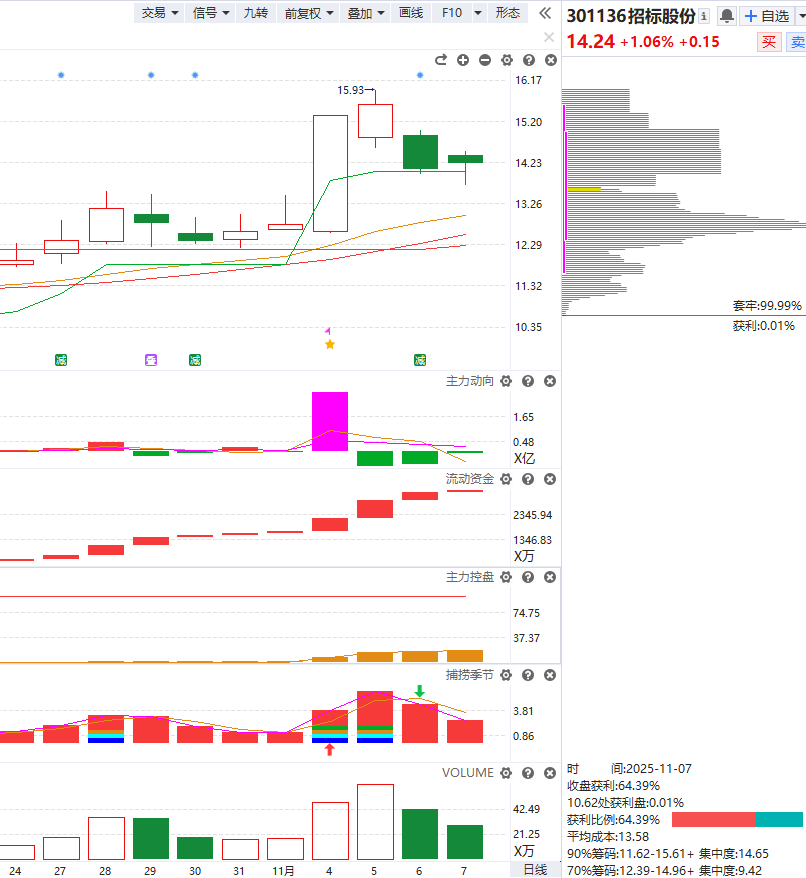 交易 信号 九转 前复权 叠加 画线 F10 形态
301136招标股份 自选
14.24 +1.06% +0.15 买 卖
16.17
15.93
15.20
14.23
13.26
12.29
11.32
10.35
减 减 减
套牢:99.99%
获利:0.01%
主力动向
1.65
0.48
X亿
流动资金
2345.94
1346.83
X万
主力控盘
74.75
37.37
捕捞季节
3.81
0.86
VOLUME
42.49
21.25
X万
24 27 28 29 30 31 11月 4 5 6 7 日线
时 间:2025-11-07
收盘获利:64.39%
10.62处获利盘:0.01%
获利比例:64.39%
平均成本:13.58
90%筹码:11.62-15.61+ 集中度:14.65
70%筹码:12.39-14.96+ 集中度:9.42